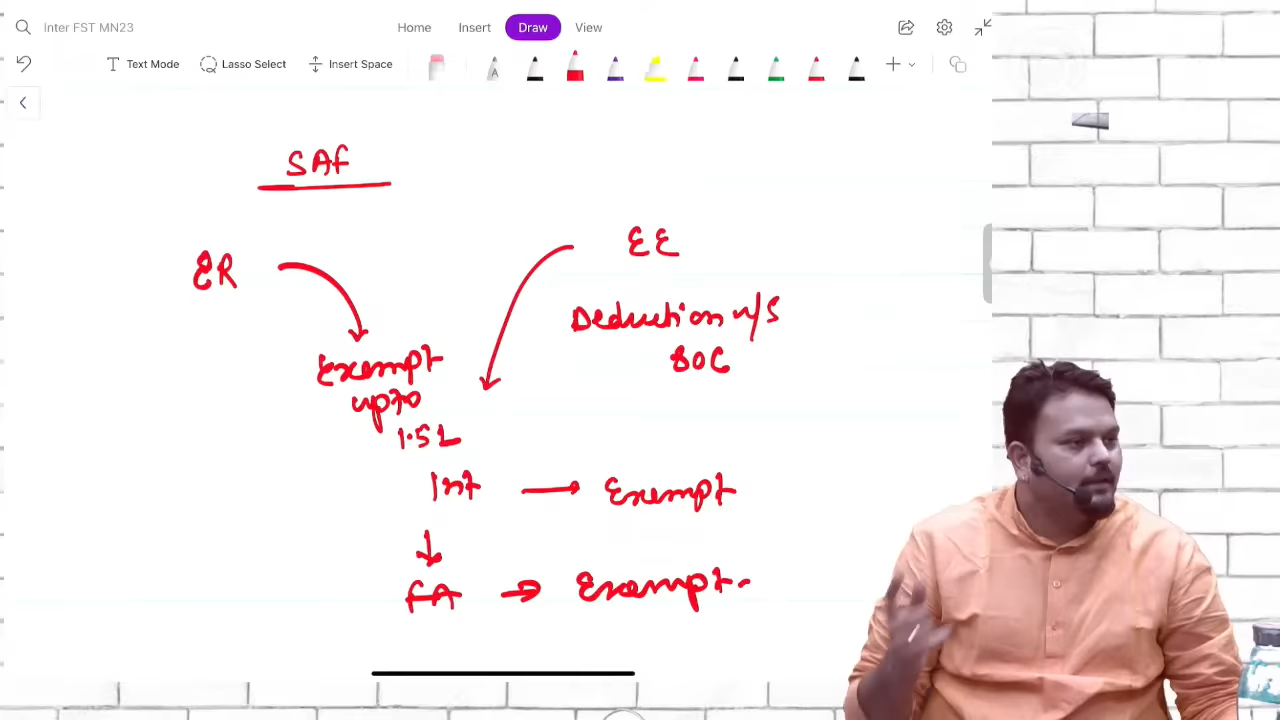 Inter FST MN23
Home Insert Draw View
Text Mode Lasso Select Insert Space
A
SAF
ER
EE
Deduction u/s
80C
Exempt
upto
1.5L
Int → Exempt
↓
FA → Exempt.